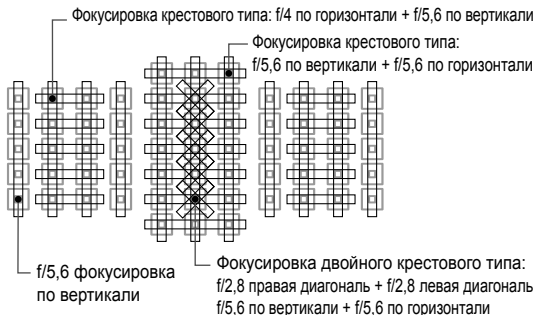 Фокусировка крестового типа: f/4 по горизонтали + f/5,6 по вертикали
Фокусировка крестового типа:
f/5,6 по вертикали + f/5,6 по горизонтали
f/5,6 фокусировка
по вертикали
Фокусировка двойного крестового типа:
f/2,8 правая диагональ + f/2,8 левая диагональ
f/5,6 по вертикали + f/5,6 по горизонтали